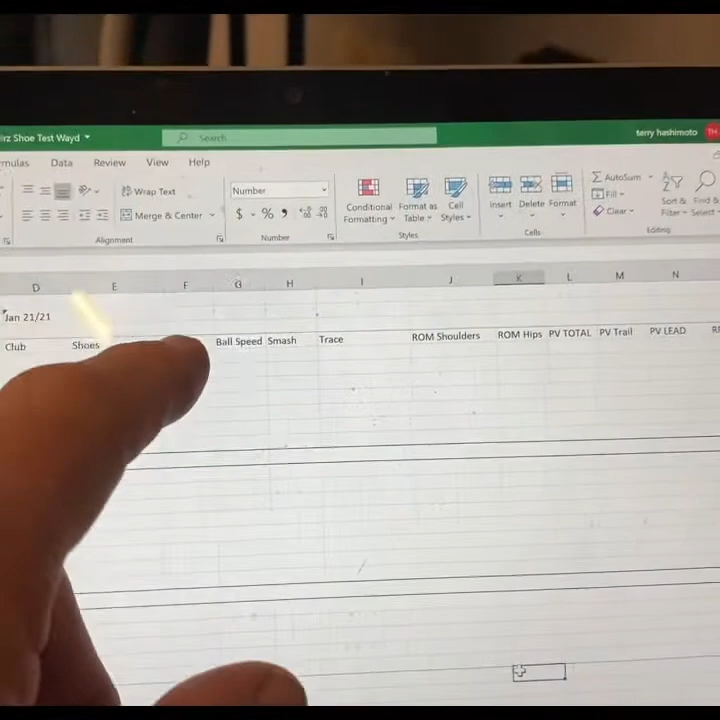 irz Shoe Test Wayd
Search
terry hashimoto
TH
rmulas Data Review View Help
Wrap Text
Merge & Center
Alignment
Number
$ % ,
Number
Conditional Formatting
Format as Table
Cell Styles
Styles
Insert Delete Format
Cells
AutoSum
Fill
Clear
Sort & Filter
Find & Select
Editing
D E F G H I J K L M N
Jan 21/21
Club Shoes Ball Speed Smash Trace ROM Shoulders ROM Hips PV TOTAL PV Trail PV LEAD